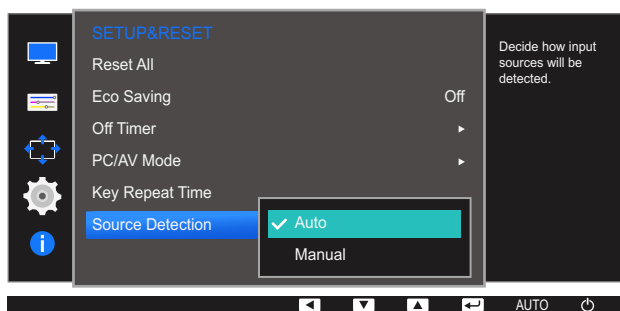 SETUP&RESET
Reset All
Eco Saving Off
Off Timer
PC/AV Mode
Key Repeat Time
Source Detection
Auto
Manual
Decide how input
sources will be
detected.
AUTO